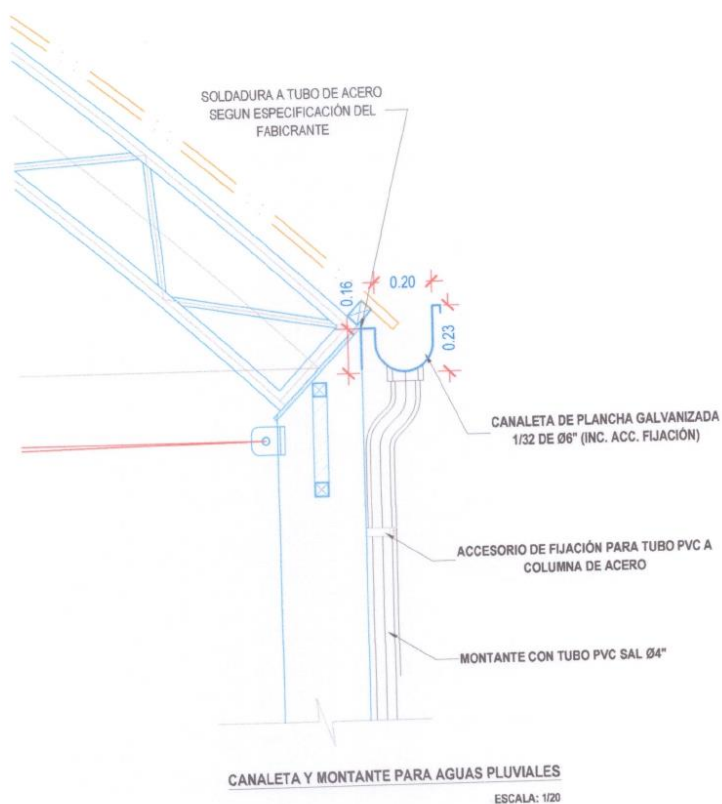 SOLDADURA A TUBO DE ACERO
SEGUN ESPECIFICACIÓN DEL
FABICRANTE
0.16
0.20
0.23
CANALETA DE PLANCHA GALVANIZADA
1/32 DE Ø6" (INC. ACC. FIJACIÓN)
ACCESORIO DE FIJACIÓN PARA TUBO PVC A
COLUMNA DE ACERO
MONTANTE CON TUBO PVC SAL Ø4"
CANALETA Y MONTANTE PARA AGUAS PLUVIALES
ESCALA: 1/20